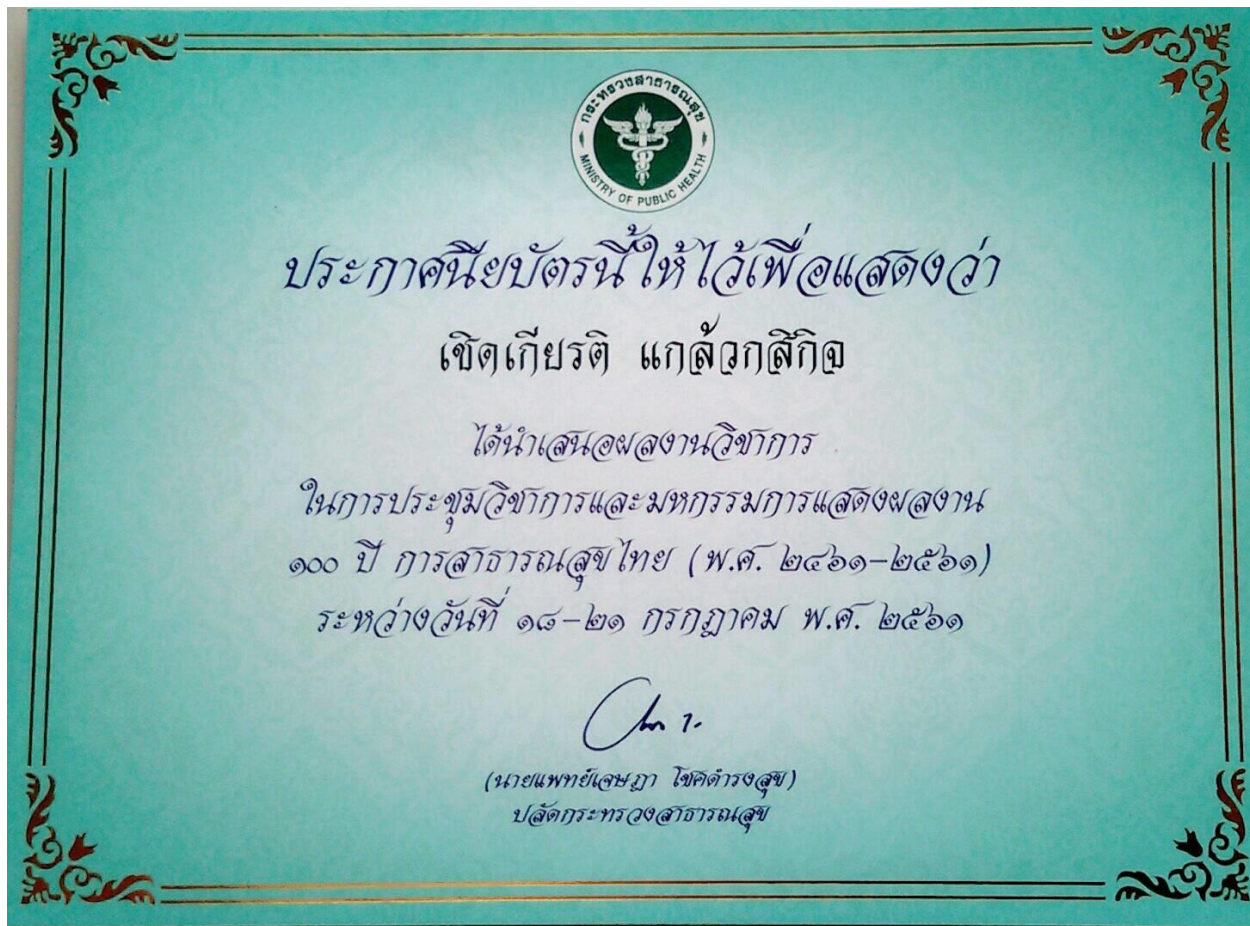 กระทรวงสาธารณสุข
MINISTRY OF PUBLIC HEALTH
ประกาศนียบัตรนี้ให้ไว้เพื่อแสดงว่า
เชิดเกียรติ แกล้วกสิกิจ
ได้นำเสนอผลงานวิชาการ
ในการประชุมวิชาการและมหกรรมการแสดงผลงาน
๑๐๐ ปี การสาธารณสุขไทย (พ.ศ. ๒๔๖๑-๒๕๖๑)
ระหว่างวันที่ ๑๘-๒๑ กรกฎาคม พ.ศ. ๒๕๖๑
(นายแพทย์เจษฎา โชคดำรงสุข)
ปลัดกระทรวงสาธารณสุข